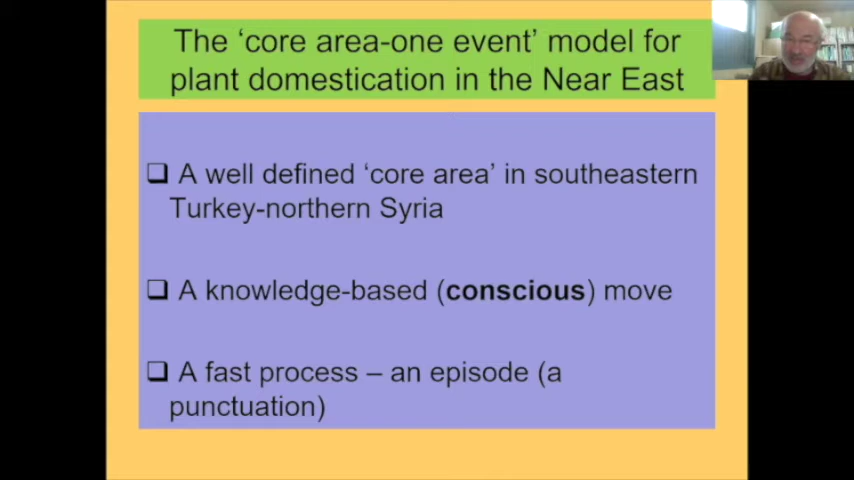 The ‘core area-one event’ model for
plant domestication in the Near East
❑ A well defined ‘core area’ in southeastern
Turkey-northern Syria
❑ A knowledge-based (conscious) move
❑ A fast process – an episode (a
punctuation)